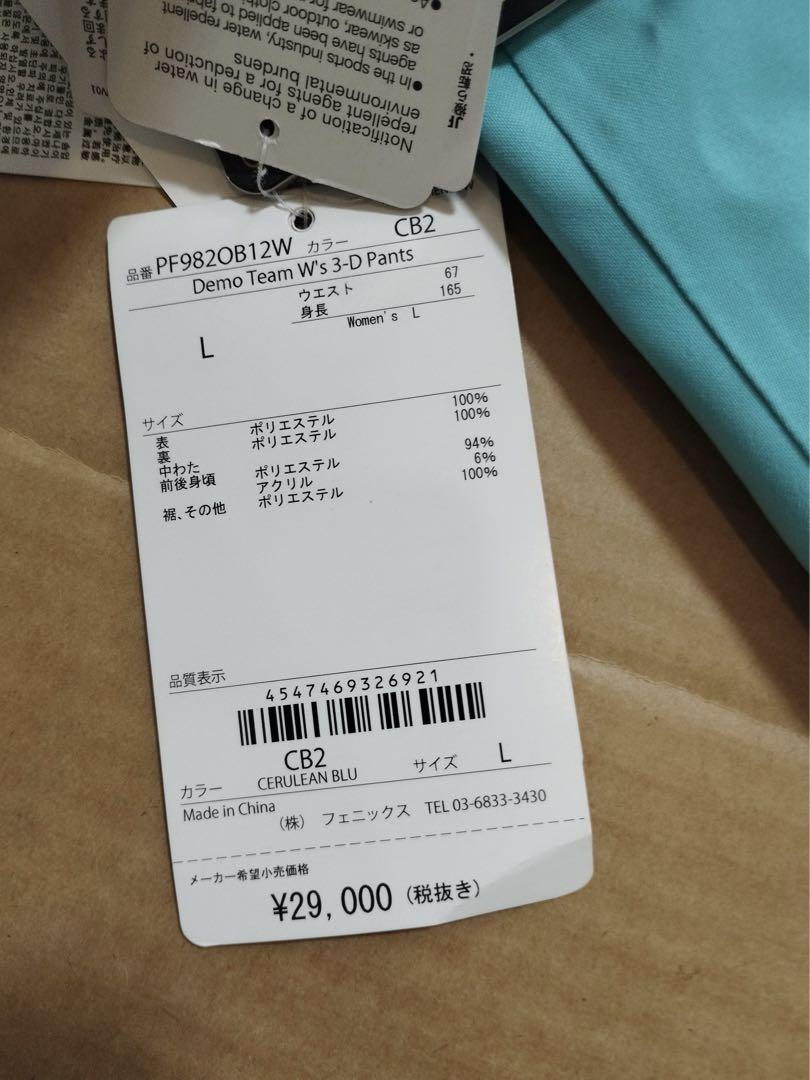 Notification of a change in water
repellent agents for a reduction of
environmental burdens
●In the sports industry, water repellent
agents have been applied to fabri
as skiwear, outdoor clothi
or swimwear for
品番 PF982OB12W カラー CB2
Demo Team W's 3-D Pants
ウエスト 67
身長 165
Women's L
L
サイズ
表 ポリエステル 100%
裏 ポリエステル 100%
中わた
前後身頃 ポリエステル 94%
アクリル 6%
裾、その他 ポリエステル 100%
品質表示
4547469326921
カラー CB2 サイズ L
CERULEAN BLU
Made in China
(株) フェニックス TEL 03-6833-3430
メーカー希望小売価格
¥29,000 (税抜き)